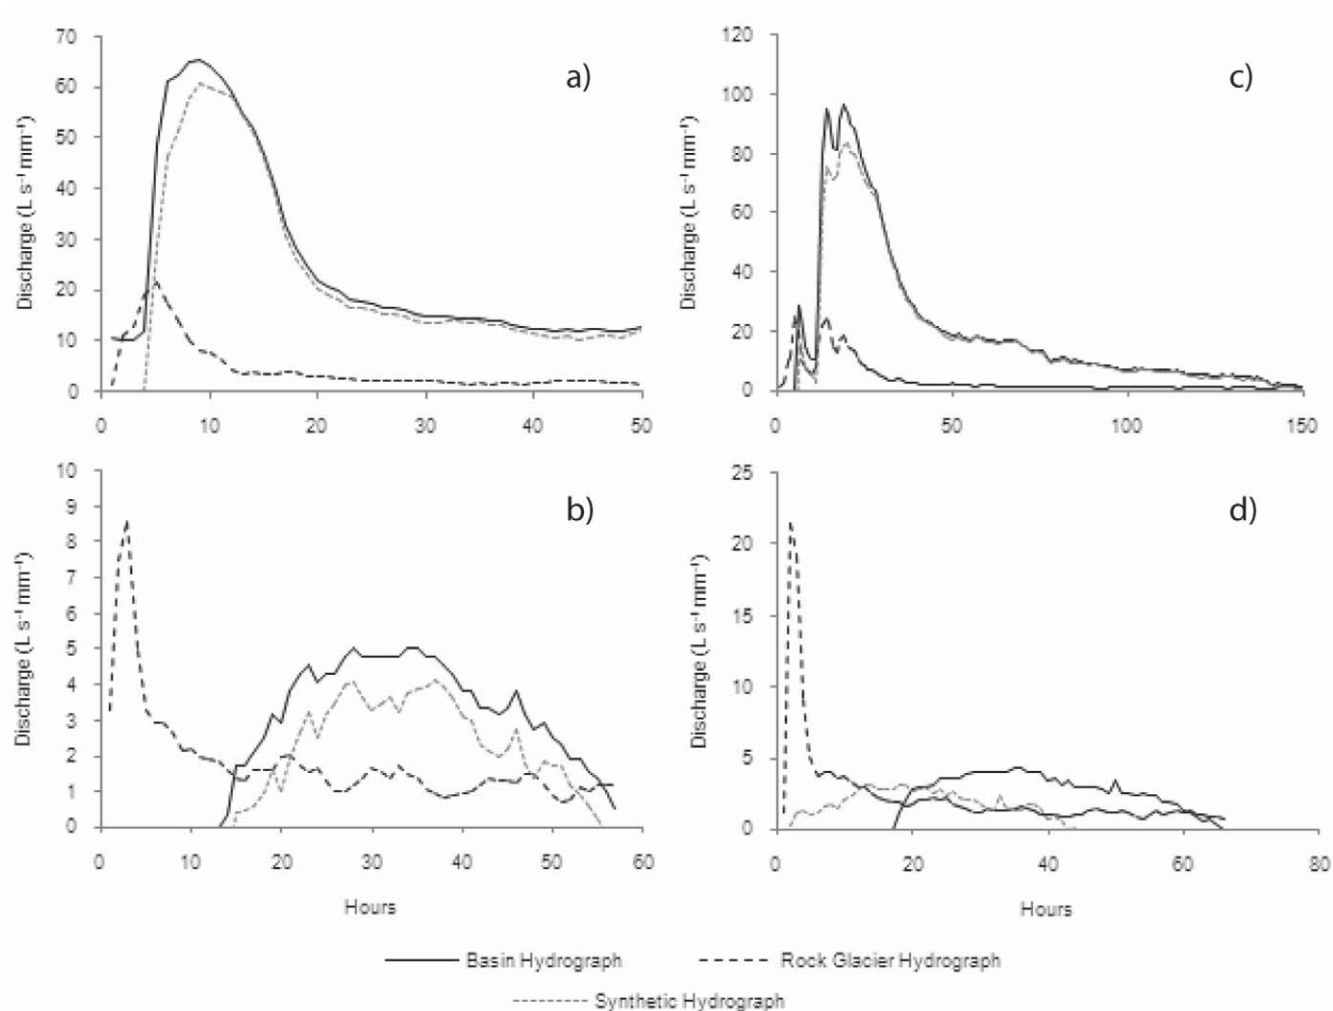 a)
Discharge (L s⁻¹ mm⁻¹)
70
60
50
40
30
20
10
0
0 10 20 30 40 50
c)
Discharge (L s⁻¹ mm⁻¹)
120
100
80
60
40
20
0
0 50 100 150
b)
Discharge (L s⁻¹ mm⁻¹)
10
9
8
7
6
5
4
3
2
1
0
0 10 20 30 40 50 60
Hours
d)
Discharge (L s⁻¹ mm⁻¹)
25
20
15
10
5
0
0 20 40 60 80
Hours
Basin Hydrograph
Rock Glacier Hydrograph
Synthetic Hydrograph